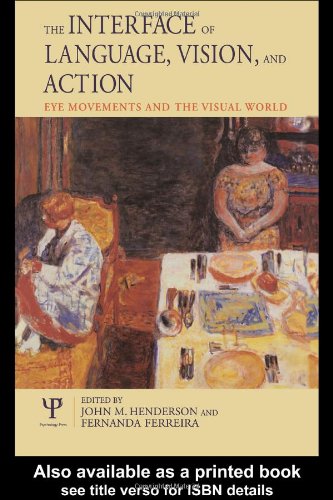 THE INTERFACE OF
LANGUAGE, VISION, AND
ACTION
EYE MOVEMENTS AND THE VISUAL WORLD
EDITED BY
JOHN M. HENDERSON AND
FERNANDA FERREIRA
Psychology Press
Also available as a printed book
see title verso for ISBN details